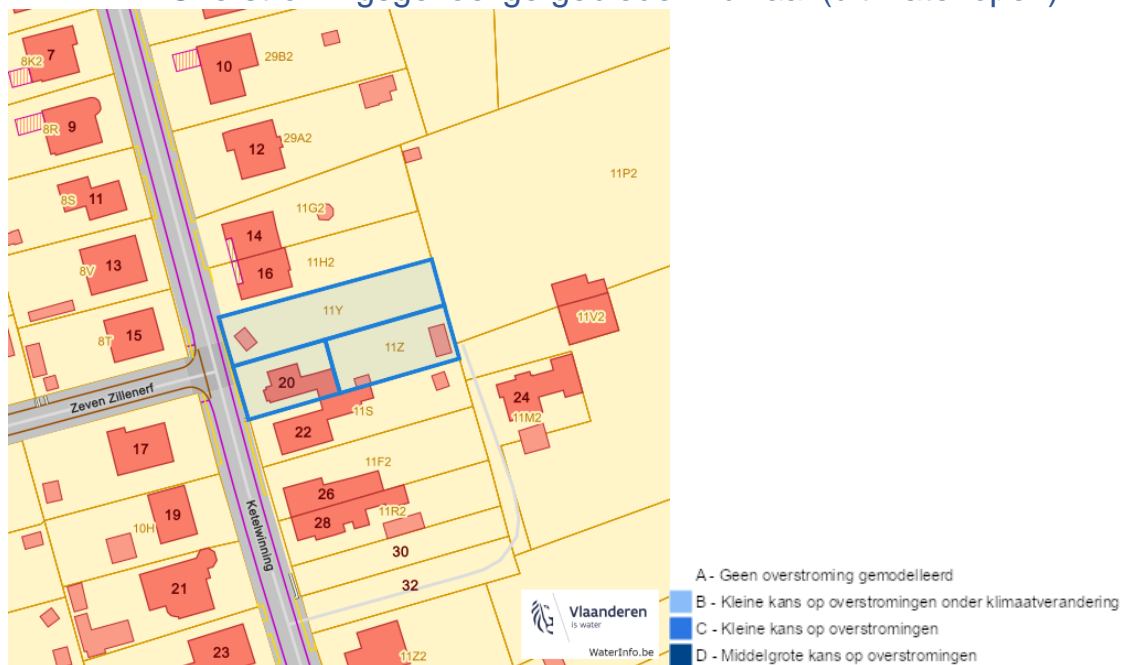 7
8K2
10
29B2
9
8R
12
29A2
11P2
8S
11
11G2
14
8V
13
11H2
16
11Y
11V2
8T
15
11Z
20
Zeven Zillenerf
24
11S
11M2
22
17
11F2
26
Ketelwinning
28
11R2
19
10H
30
32
21
23
11Z2
Vlaanderen
is water
WaterInfo.be
A - Geen overstroming gemodelleerd
B - Kleine kans op overstromingen onder klimaatverandering
C - Kleine kans op overstromingen
D - Middelgrote kans op overstromingen